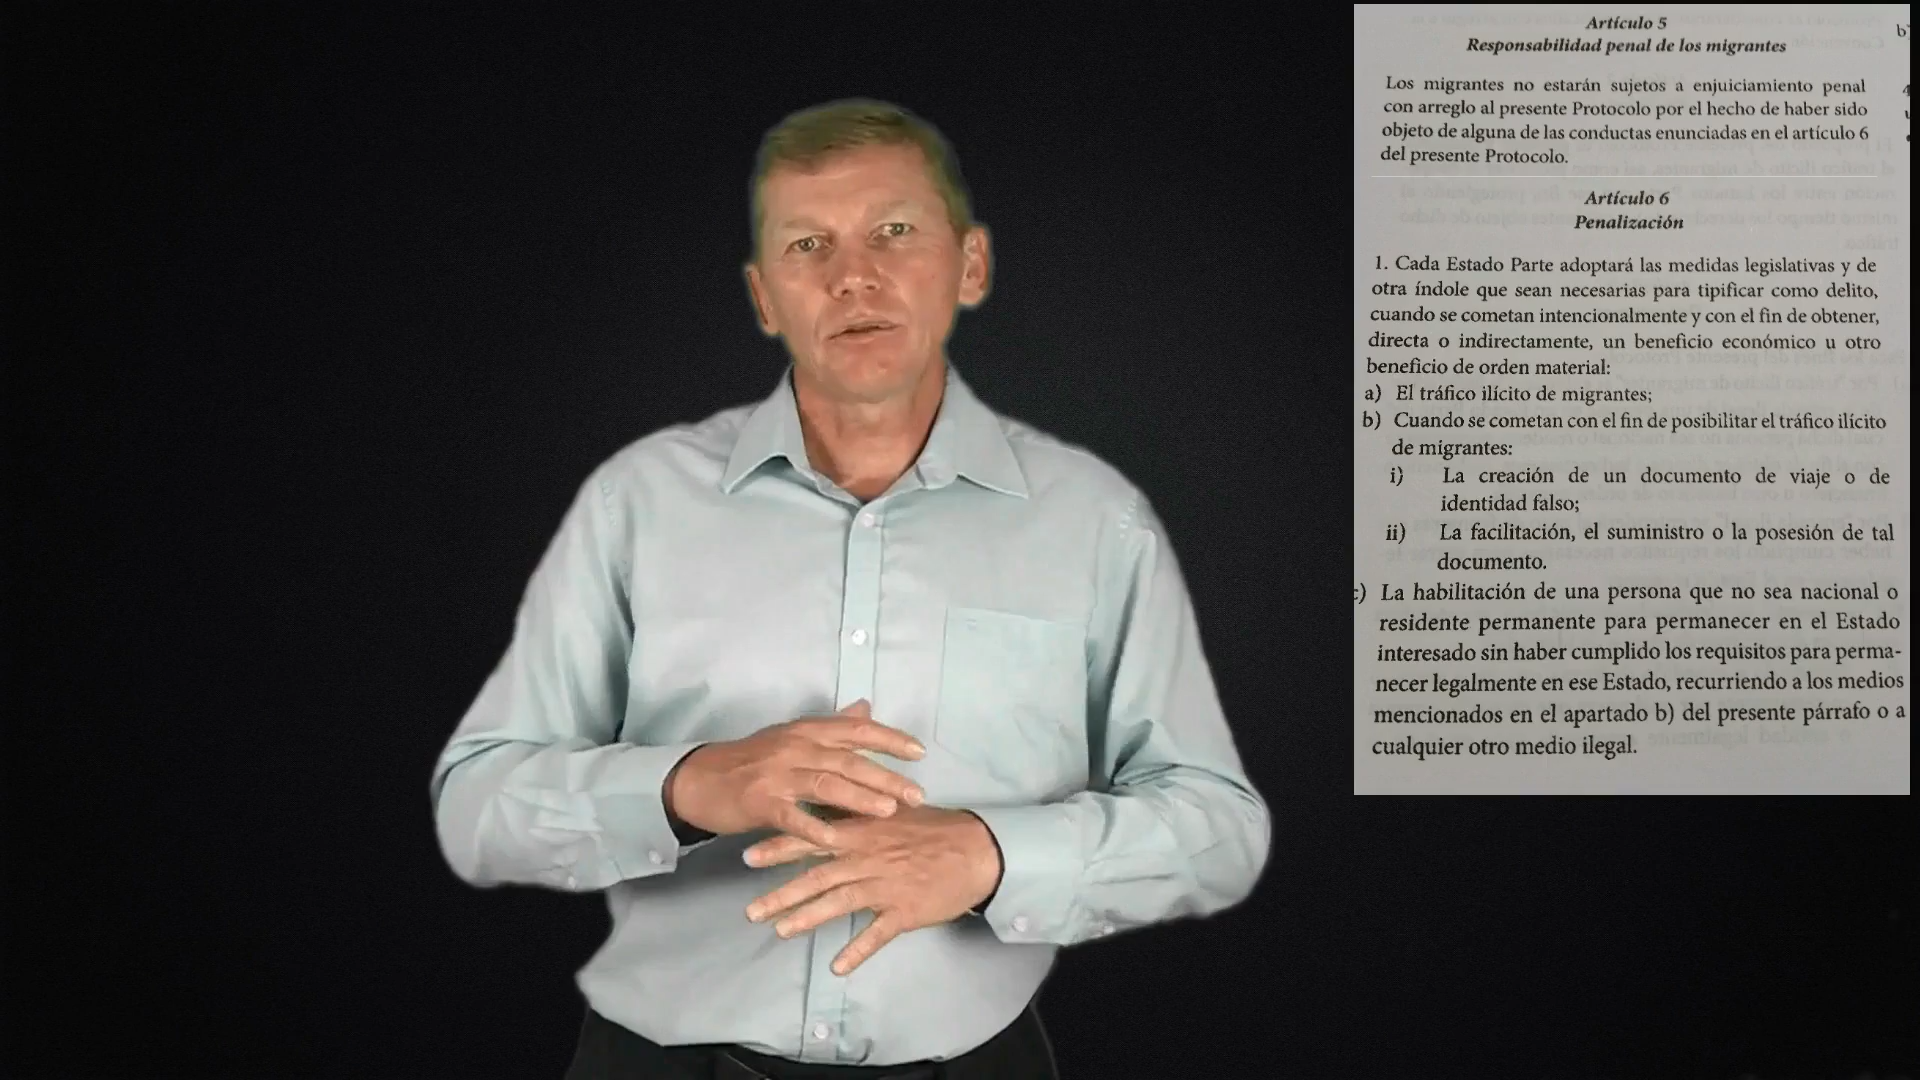 Artículo 5
Responsabilidad penal de los migrantes
Los migrantes no estarán sujetos a enjuiciamiento penal
con arreglo al presente Protocolo por el hecho de haber sido
objeto de alguna de las conductas enunciadas en el artículo 6
del presente Protocolo.
Artículo 6
Penalización
1. Cada Estado Parte adoptará las medidas legislativas y de
otra índole que sean necesarias para tipificar como delito,
cuando se cometan intencionalmente y con el fin de obtener,
directa o indirectamente, un beneficio económico u otro
beneficio de orden material:
a) El tráfico ilícito de migrantes;
b) Cuando se cometan con el fin de posibilitar el tráfico ilícito
de migrantes:
i) La creación de un documento de viaje o de
identidad falso;
ii) La facilitación, el suministro o la posesión de tal
documento.
c) La habilitación de una persona que no sea nacional o
residente permanente para permanecer en el Estado
interesado sin haber cumplido los requisitos para perma-
necer legalmente en ese Estado, recurriendo a los medios
mencionados en el apartado b) del presente párrafo o a
cualquier otro medio ilegal.